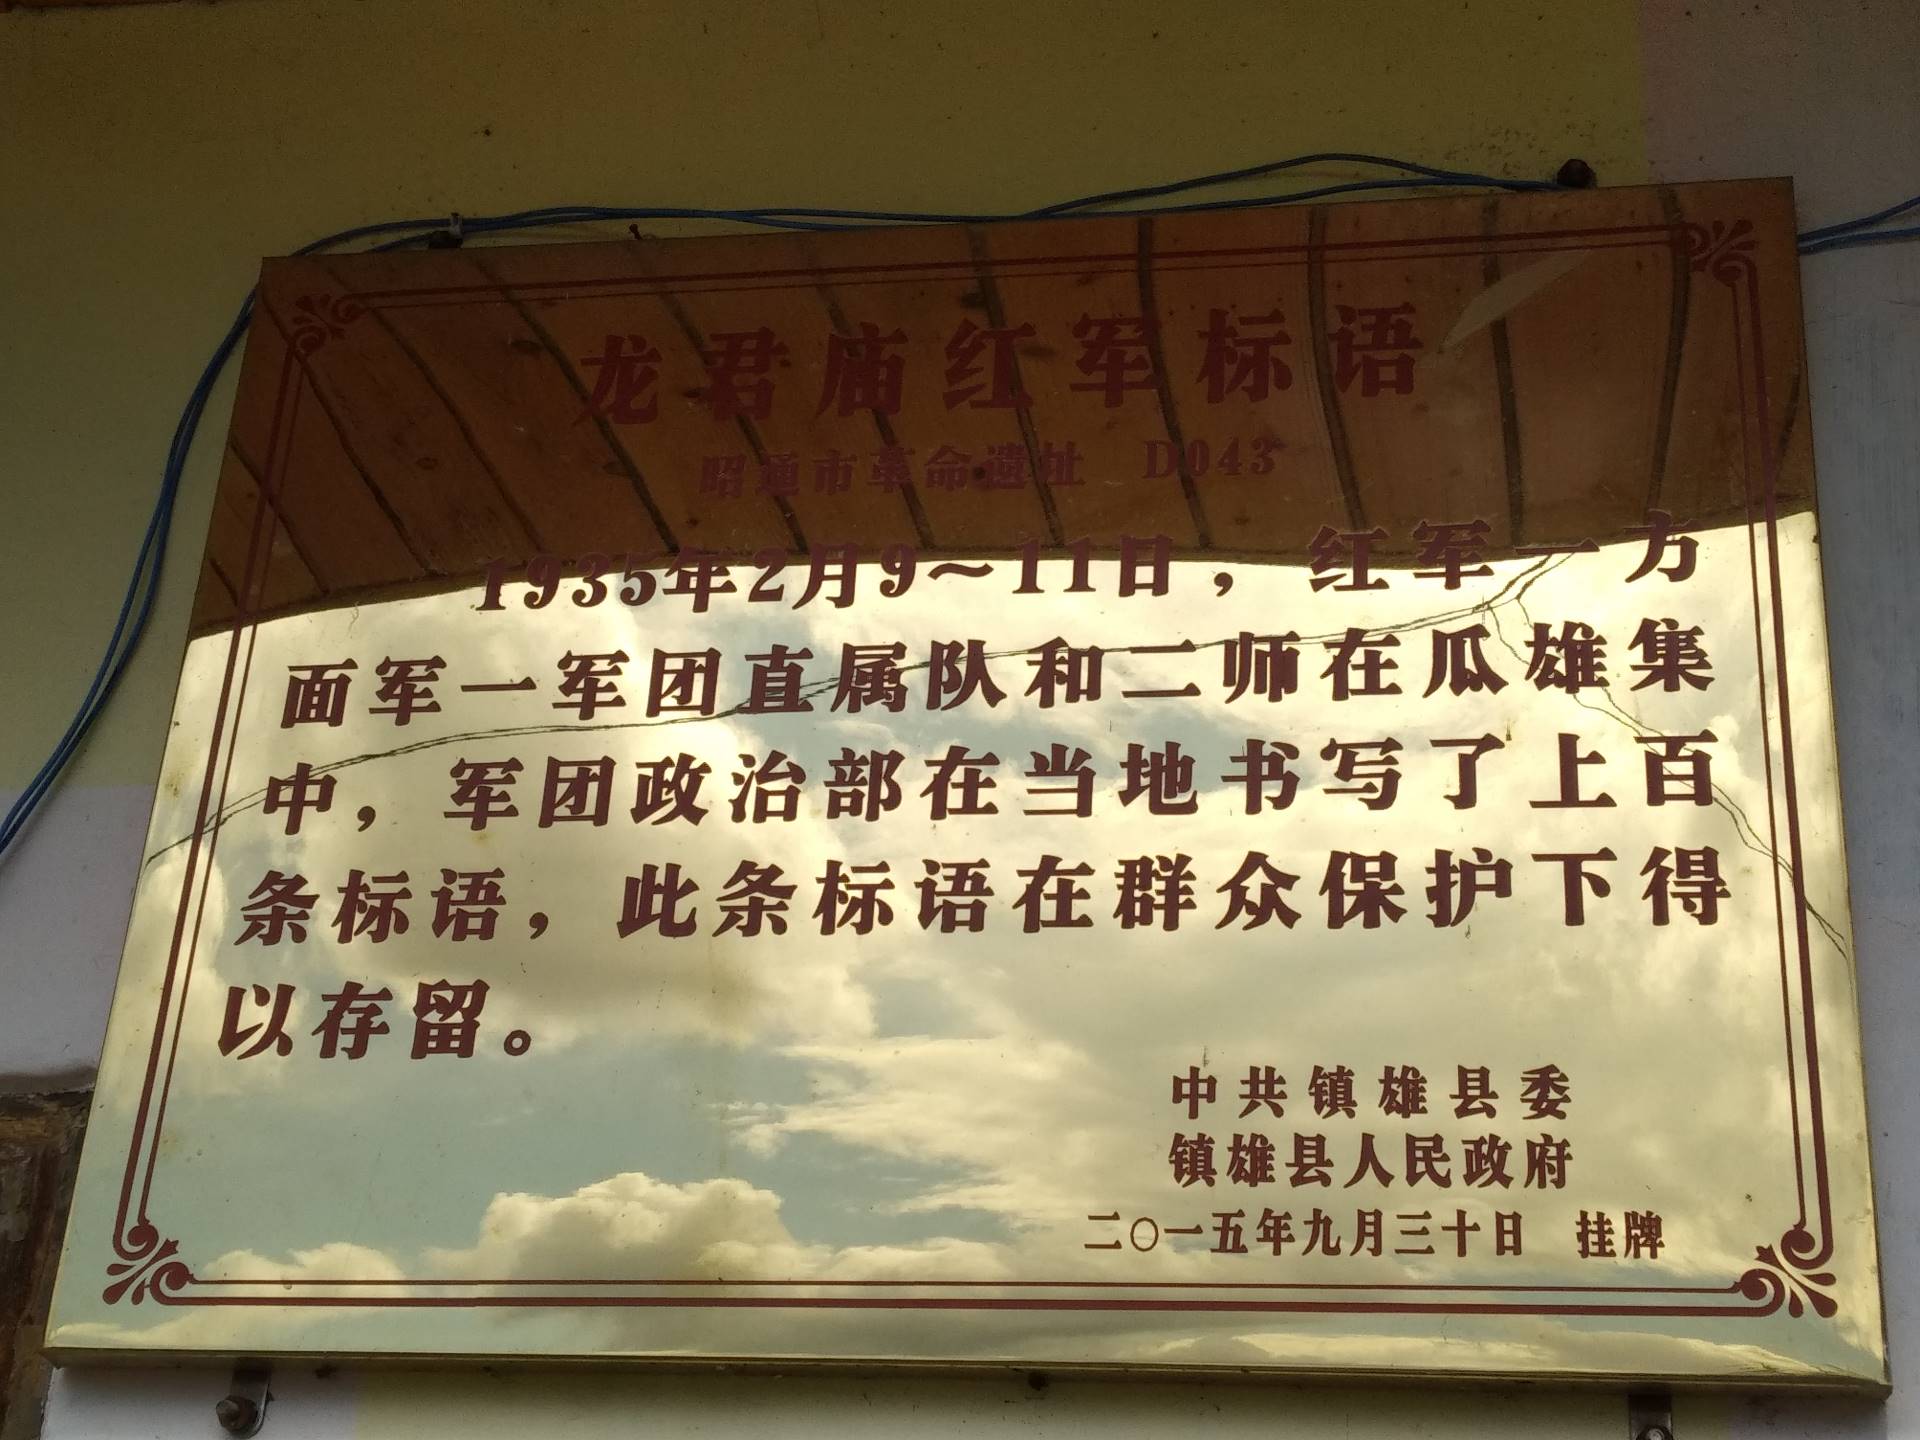 龙君庙红军标语
昭通市革命遗址 D043
1935年2月9～11日，红军一方
面军一军团直属队和二师在瓜雄集
中，军团政治部在当地书写了上百
条标语，此条标语在群众保护下得
以存留。
中共镇雄县委
镇雄县人民政府
二〇一五年九月三十日 挂牌